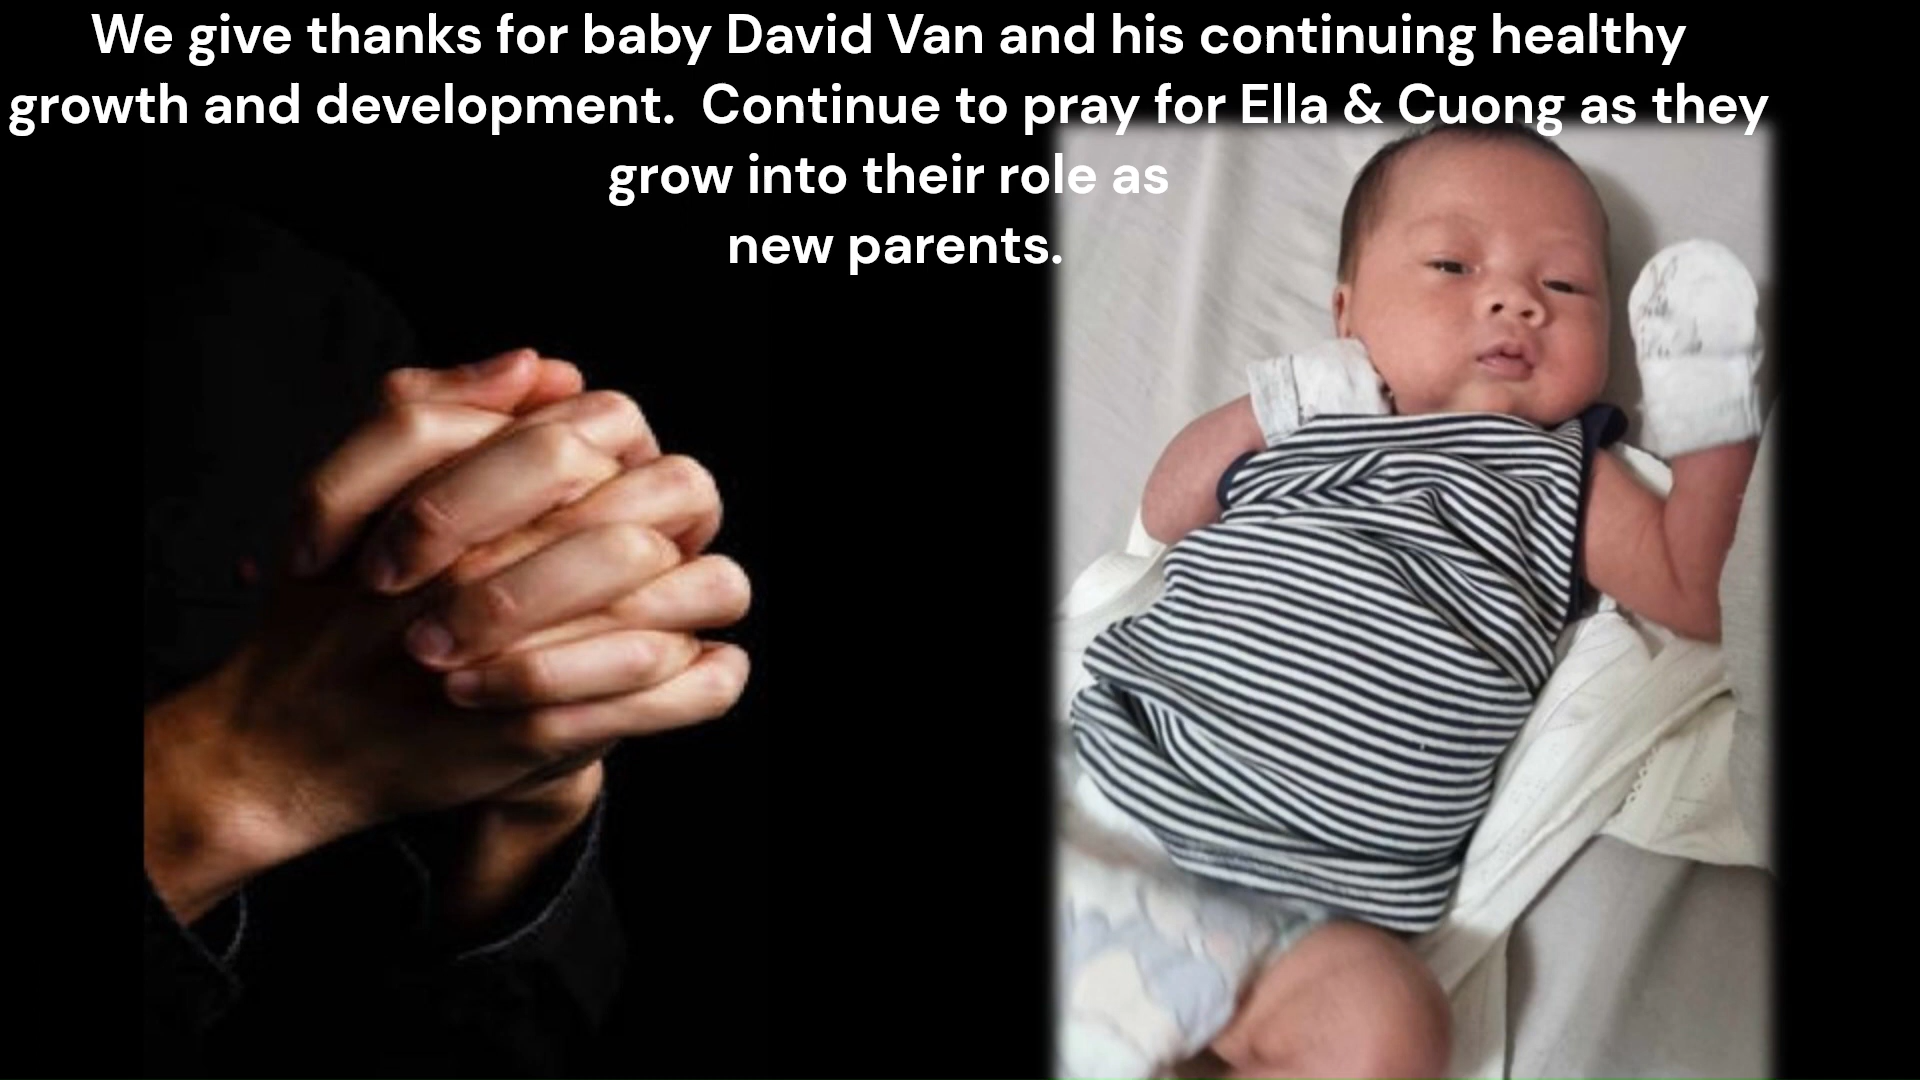 We give thanks for baby David Van and his continuing healthy
growth and development.  Continue to pray for Ella & Cuong as they
grow into their role as
new parents.